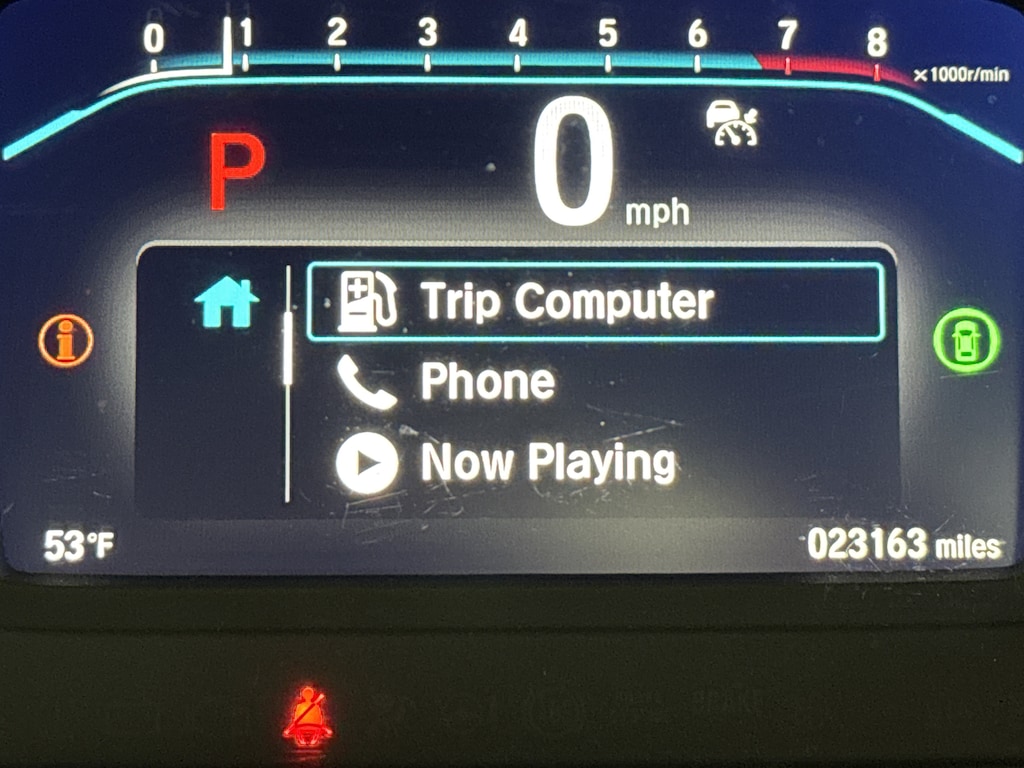 0 1 2 3 4 5 6 7 8
×1000r/min
P
0 mph
Trip Computer
Phone
Now Playing
53°F
023163 miles